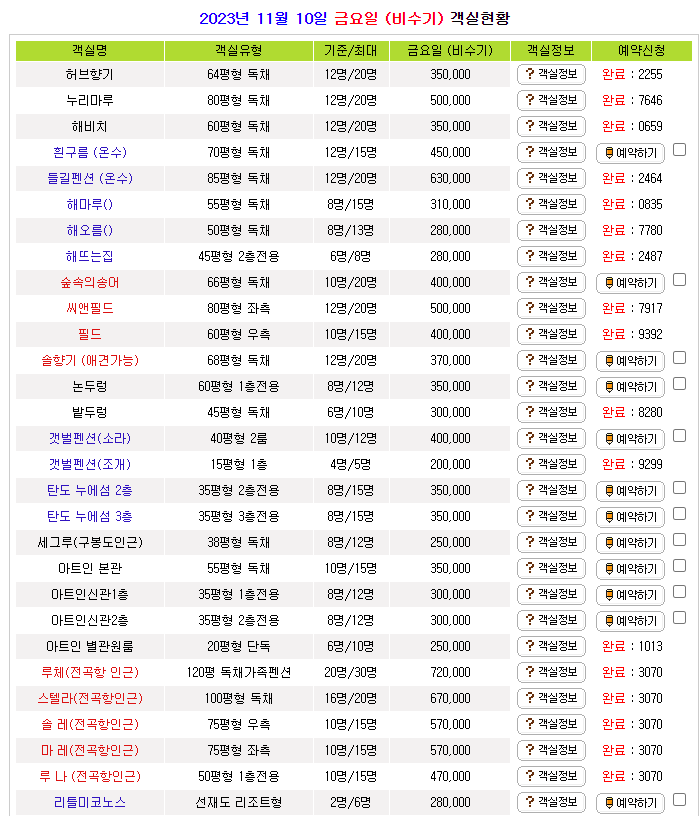 2023년 11월 10일 금요일 (비수기) 객실현황
객실명 객실유형 기준/최대 금요일 (비수기) 객실정보 예약신청
허브향기 64평형 독채 12명/20명 350,000 ? 객실정보 완료 : 2255
누리마루 80평형 독채 12명/20명 500,000 ? 객실정보 완료 : 7646
해비치 60평형 독채 12명/20명 350,000 ? 객실정보 완료 : 0659
흰구름 (온수) 70평형 독채 12명/15명 450,000 ? 객실정보 예약하기
들길펜션 (온수) 85평형 독채 12명/20명 630,000 ? 객실정보 완료 : 2464
해마루() 55평형 독채 8명/15명 310,000 ? 객실정보 완료 : 0835
해오름() 50평형 독채 8명/13명 280,000 ? 객실정보 완료 : 7780
해뜨는집 45평형 2층전용 6명/8명 280,000 ? 객실정보 완료 : 2487
숲속의송어 66평형 독채 10명/20명 400,000 ? 객실정보 예약하기
씨앤필드 80평형 좌측 12명/20명 500,000 ? 객실정보 완료 : 7917
필드 60평형 우측 10명/15명 400,000 ? 객실정보 완료 : 9392
솔향기 (애견가능) 68평형 독채 12명/20명 370,000 ? 객실정보 예약하기
논두렁 60평형 1층전용 8명/12명 350,000 ? 객실정보 예약하기
밭두렁 45평형 독채 6명/10명 300,000 ? 객실정보 완료 : 8280
갯벌펜션(소라) 40평형 2룸 10명/12명 400,000 ? 객실정보 예약하기
갯벌펜션(조개) 15평형 1층 4명/5명 200,000 ? 객실정보 완료 : 9299
탄도 누에섬 2층 35평형 2층전용 8명/15명 350,000 ? 객실정보 예약하기
탄도 누에섬 3층 35평형 3층전용 8명/15명 350,000 ? 객실정보 예약하기
세그루(구봉도인근) 38평형 독채 8명/12명 250,000 ? 객실정보 예약하기
아트인 본관 55평형 독채 10명/15명 350,000 ? 객실정보 예약하기
아트인신관1층 35평형 1층전용 8명/12명 300,000 ? 객실정보 예약하기
아트인신관2층 35평형 2층전용 8명/12명 300,000 ? 객실정보 예약하기
아트인 별관원룸 20평형 단독 6명/10명 250,000 ? 객실정보 완료 : 1013
루체(전곡항 인근) 120평 독채가족펜션 20명/30명 720,000 ? 객실정보 완료 : 3070
스텔라(전곡항인근) 100평형 독채 16명/20명 670,000 ? 객실정보 완료 : 3070
솔 레(전곡항인근) 75평형 우측 10명/15명 570,000 ? 객실정보 완료 : 3070
마 레(전곡항인근) 75평형 좌측 10명/15명 570,000 ? 객실정보 완료 : 3070
루 나 (전곡항인근) 50평형 1층전용 10명/15명 470,000 ? 객실정보 완료 : 3070
리틀미코노스 선재도 리조트형 2명/6명 280,000 ? 객실정보 예약하기